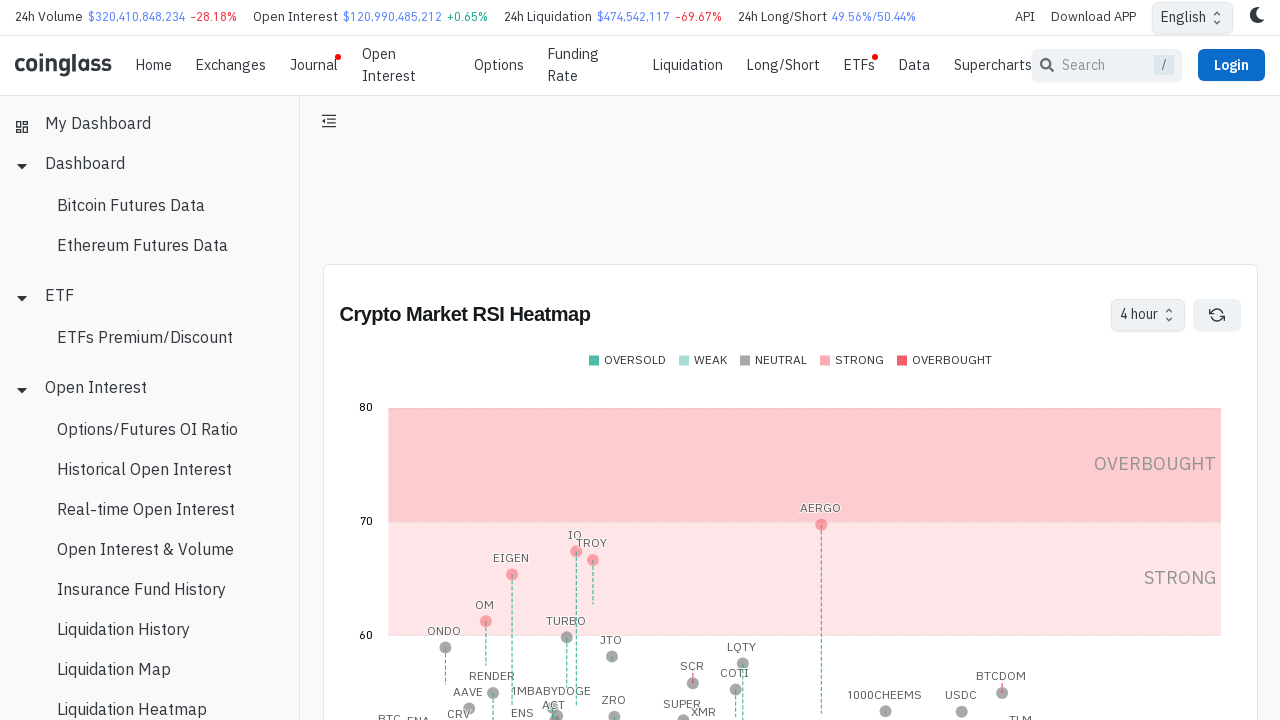 24h Volume $320,410,848,234 -28.18% Open Interest $120,990,485,212 +0.65% 24h Liquidation $474,542,117 -69.67% 24h Long/Short 49.56%/50.44% API Download APP English
coinglass Home Exchanges Journal Open Interest Options Funding Rate Liquidation Long/Short ETFs Data Supercharts Search / Login
My Dashboard
Dashboard
Bitcoin Futures Data
Ethereum Futures Data
ETF
ETFs Premium/Discount
Open Interest
Options/Futures OI Ratio
Historical Open Interest
Real-time Open Interest
Open Interest & Volume
Insurance Fund History
Liquidation History
Liquidation Map
Liquidation Heatmap
Crypto Market RSI Heatmap 4 hour
OVERSOLD WEAK NEUTRAL STRONG OVERBOUGHT
80
OVERBOUGHT
AERGO
70
IO
TROY
EIGEN
STRONG
OM
TURBO
ONDO
60
JTO
LQTY
SCR
COTI
RENDER
BTCDOM
AAVE
1MBABYDOGE
1000CHEEMS
USDC
ZRO
ACT
SUPER
CRV
ENS
XMR
BTC
ENA
TLM